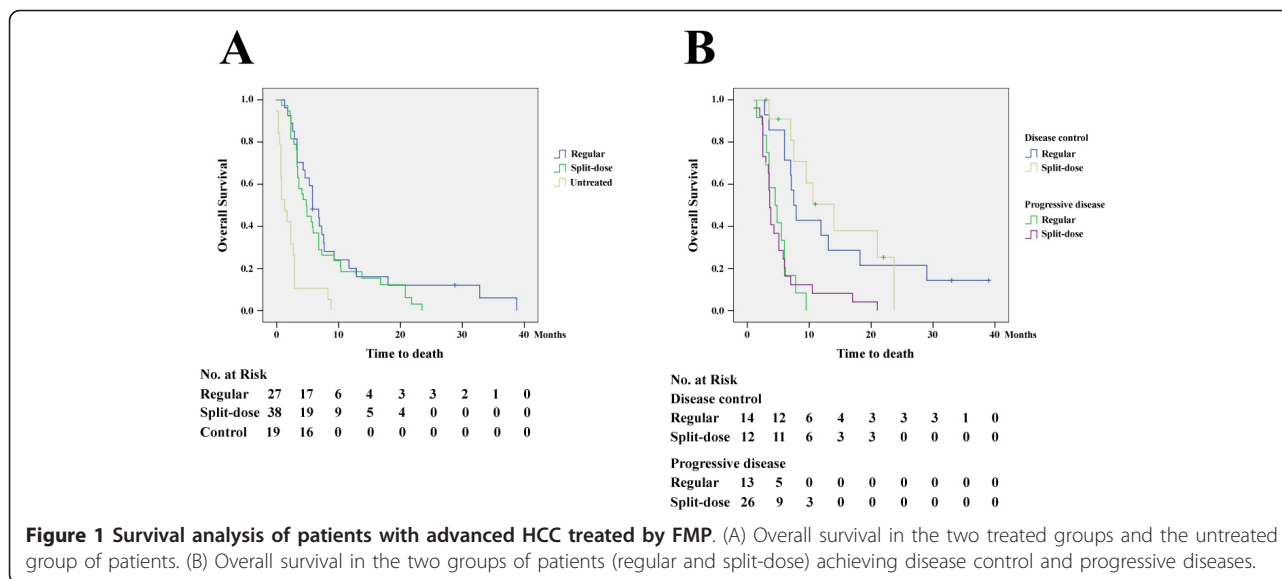 A
1.0
0.8
0.6
0.4
0.2
0.0
Overall Survival
0 10 20 30 40 Months
Time to death
Regular
Split-dose
Untreated
No. at Risk
Regular 27 17 6 4 3 3 2 1 0
Split-dose 38 19 9 5 4 0 0 0 0
Control 19 16 0 0 0 0 0 0 0
B
1.0
0.8
0.6
0.4
0.2
0.0
Overall Survival
0 10 20 30 40 Months
Time to death
Disease control
Regular
Split-dose
Progressive disease
Regular
Split-dose
No. at Risk
Disease control
Regular 14 12 6 4 3 3 3 1 0
Split-dose 12 11 6 3 3 0 0 0 0
Progressive disease
Regular 13 5 0 0 0 0 0 0 0
Split-dose 26 9 3 0 0 0 0 0 0
Figure 1 Survival analysis of patients with advanced HCC treated by FMP. (A) Overall survival in the two treated groups and the untreated
group of patients. (B) Overall survival in the two groups of patients (regular and split-dose) achieving disease control and progressive diseases.